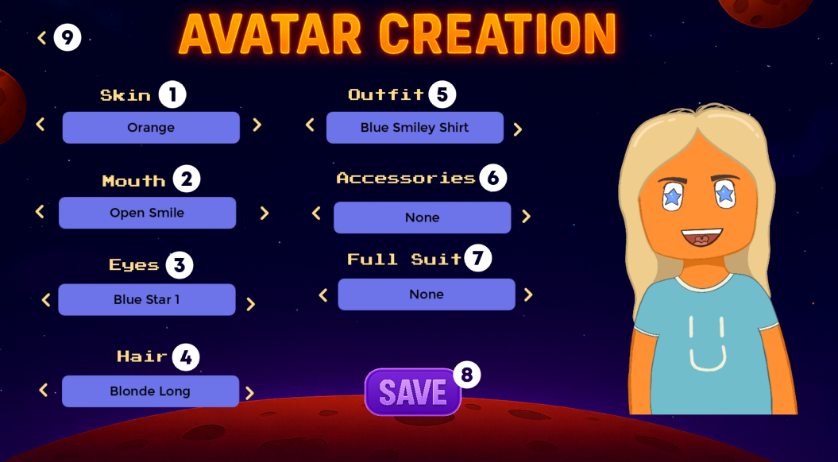 9
AVATAR CREATION
Skin 1
Orange
Mouth 2
Open Smile
Eyes 3
Blue Star 1
Hair 4
Blonde Long
Outfit 5
Blue Smiley Shirt
Accessories 6
None
Full Suit 7
None
SAVE 8